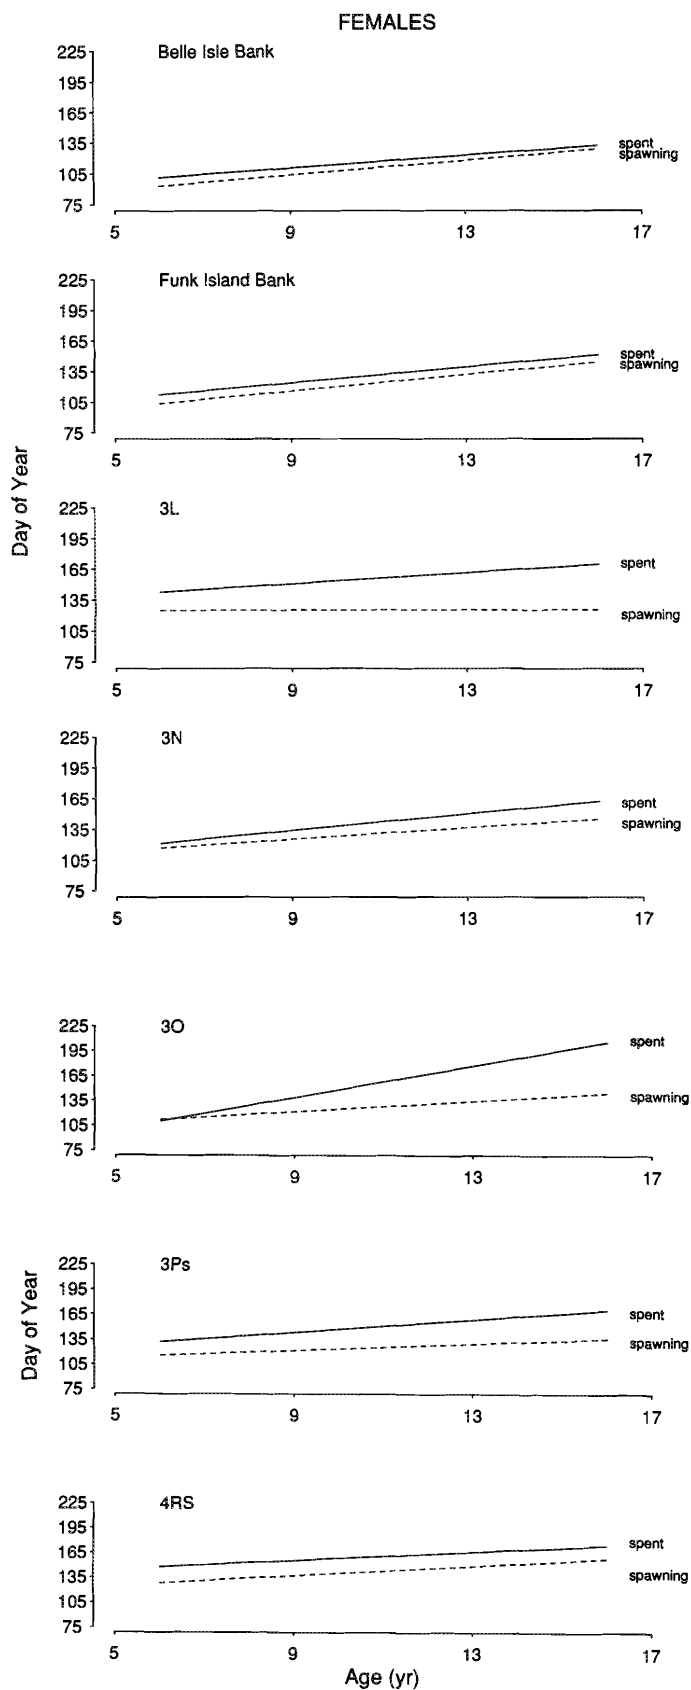 FEMALES
Belle Isle Bank
225
195
165
135
105
75
spent
spawning
5 9 13 17
Funk Island Bank
225
195
165
135
105
75
spent
spawning
5 9 13 17
Day of Year
3L
225
195
165
135
105
75
spent
spawning
5 9 13 17
3N
225
195
165
135
105
75
spent
spawning
5 9 13 17
3O
225
195
165
135
105
75
spent
spawning
5 9 13 17
Day of Year
3Ps
225
195
165
135
105
75
spent
spawning
5 9 13 17
4RS
225
195
165
135
105
75
spent
spawning
5 9 13 17
Age (yr)